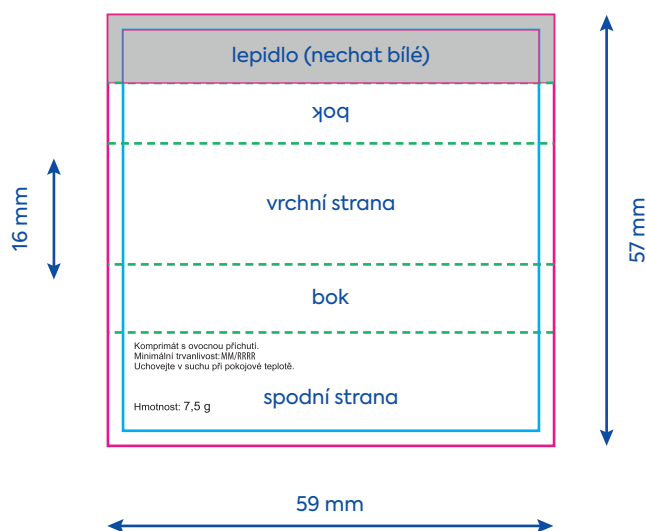 lepidlo (nechat bílé)
bok
vrchní strana
16 mm
57 mm
bok
Komprimát s ovocnou příchutí.
Minimální trvanlivost:MM/RRRR
Uchovejte v suchu při pokojové teplotě.
Hmotnost: 7,5 g
spodní strana
59 mm